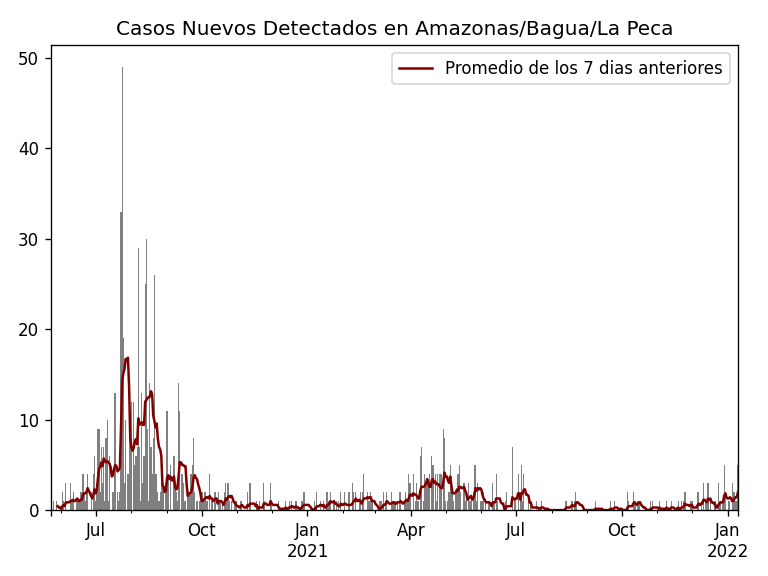 Casos Nuevos Detectados en Amazonas/Bagua/La Peca
Promedio de los 7 dias anteriores
50
40
30
20
10
0
Jul Oct Jan Apr Jul Oct Jan
2021 2022